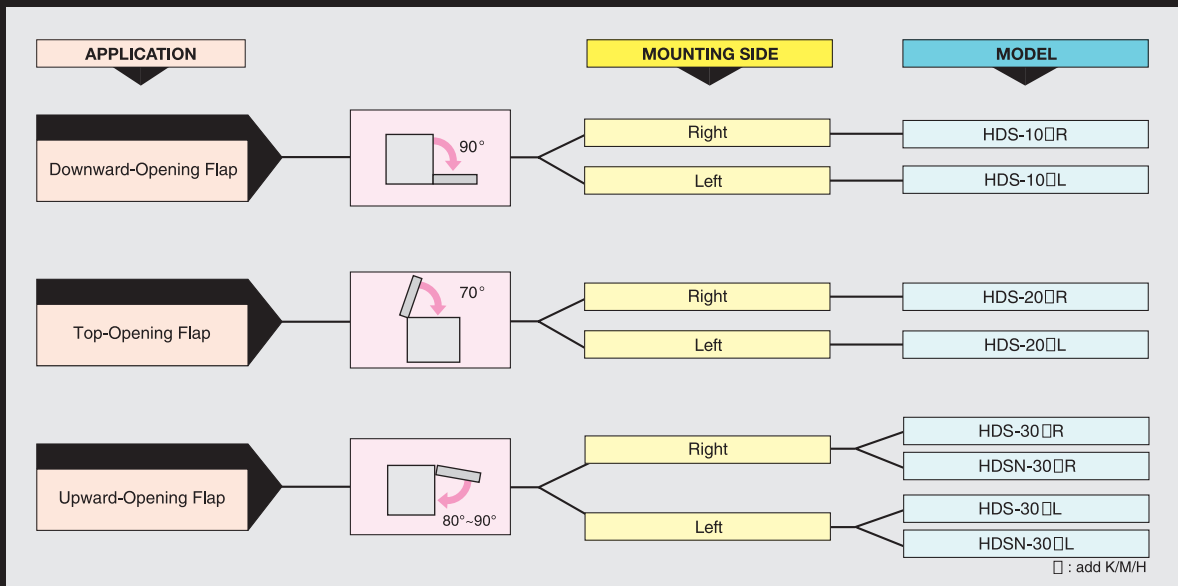 APPLICATION
MOUNTING SIDE
MODEL
Downward-Opening Flap
90°
Right
HDS-10□R
Left
HDS-10□L
Top-Opening Flap
70°
Right
HDS-20□R
Left
HDS-20□L
Upward-Opening Flap
80°~90°
Right
HDS-30□R
HDSN-30□R
Left
HDS-30□L
HDSN-30□L
□ : add K/M/H